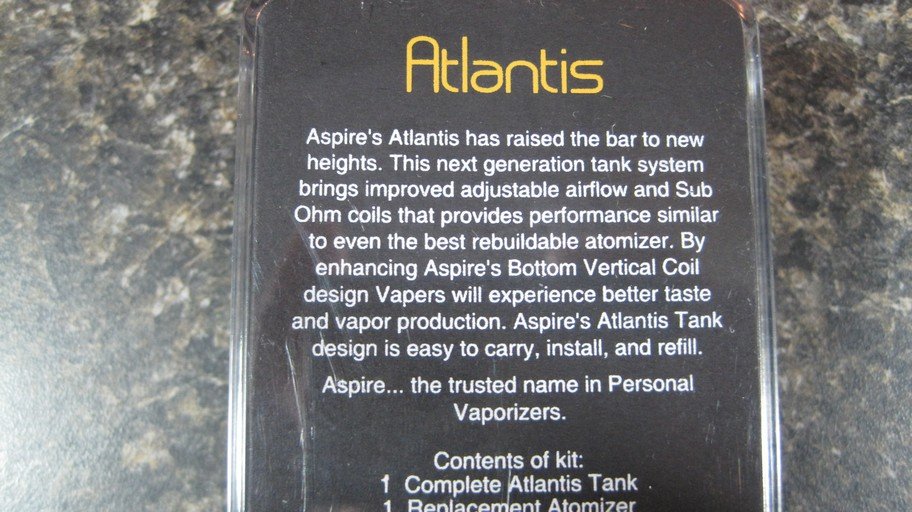 Atlantis
Aspire's Atlantis has raised the bar to new
heights. This next generation tank system
brings improved adjustable airflow and Sub
Ohm coils that provides performance similar
to even the best rebuildable atomizer. By
enhancing Aspire's Bottom Vertical Coil
design Vapers will experience better taste
and vapor production. Aspire's Atlantis Tank
design is easy to carry, install, and refill.
Aspire... the trusted name in Personal
Vaporizers.
Contents of kit:
1 Complete Atlantis Tank
1 Replacement Atomizer